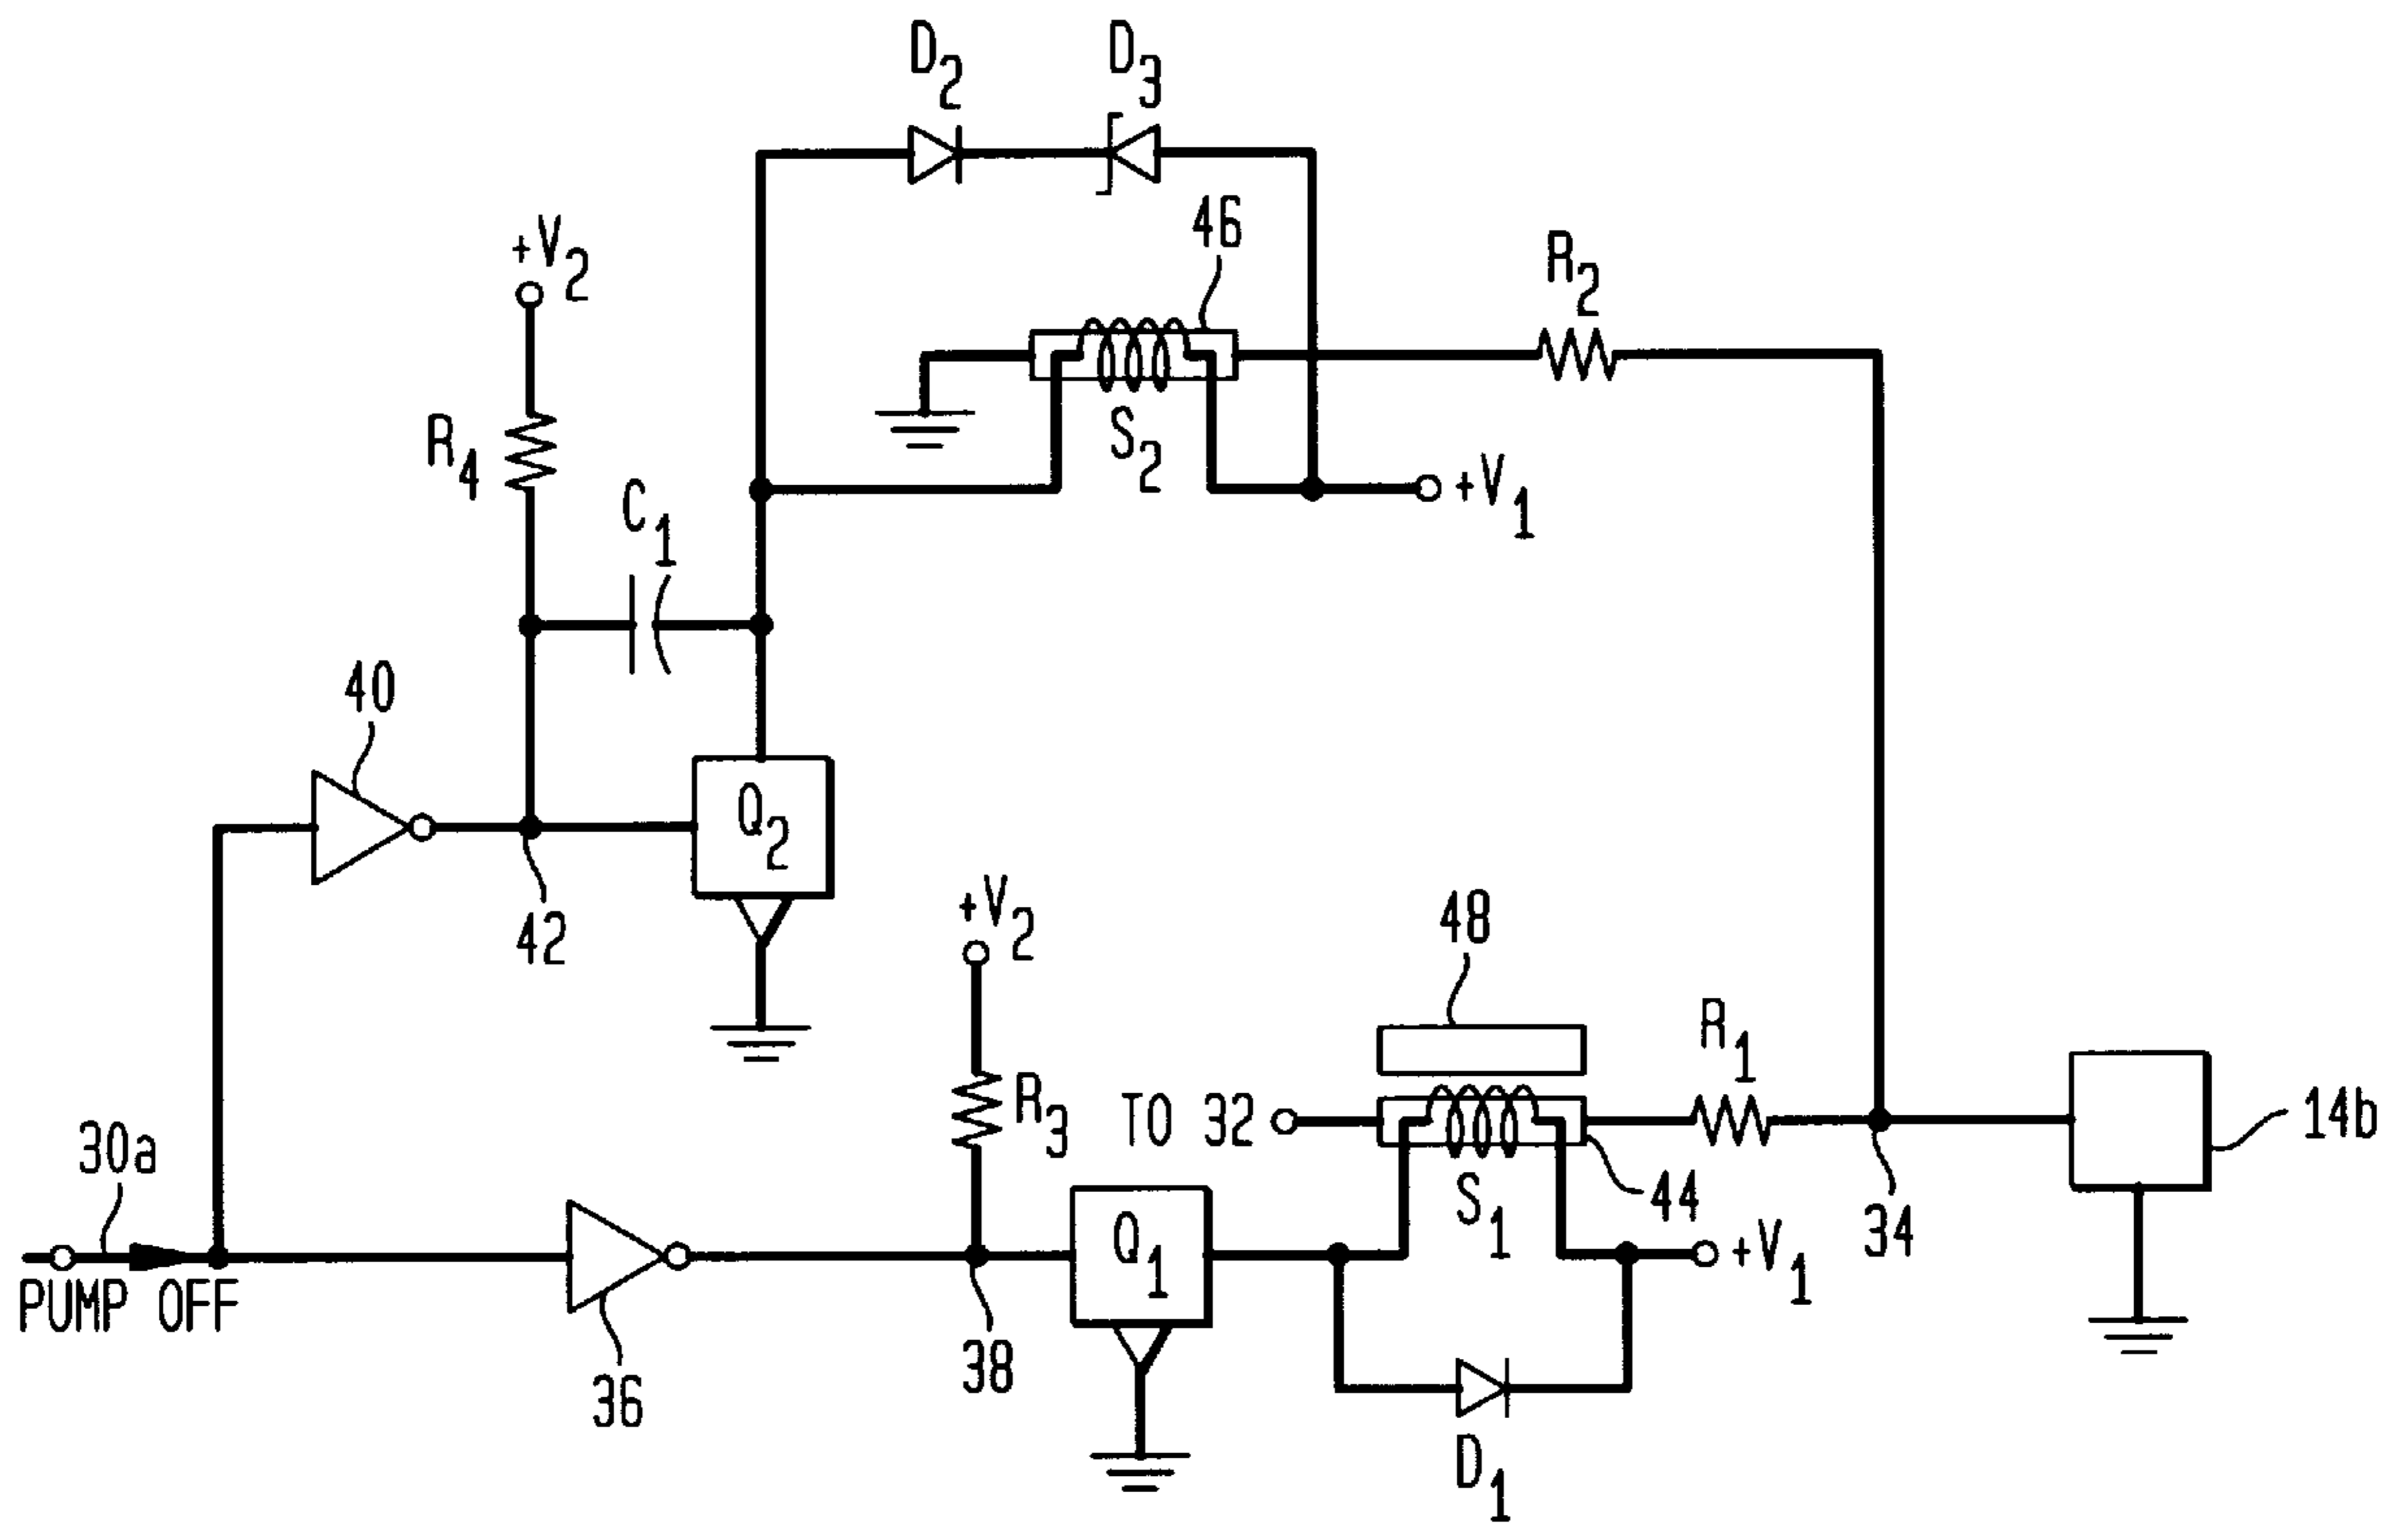 D2 D3
46
+V2
R2
R4
S2
C1
+V1
40
Q2
42
+V2
48
R1
R3
TO 32
14b
30a
S1
44
34
Q1
+V1
PUMP OFF
38
36
D1